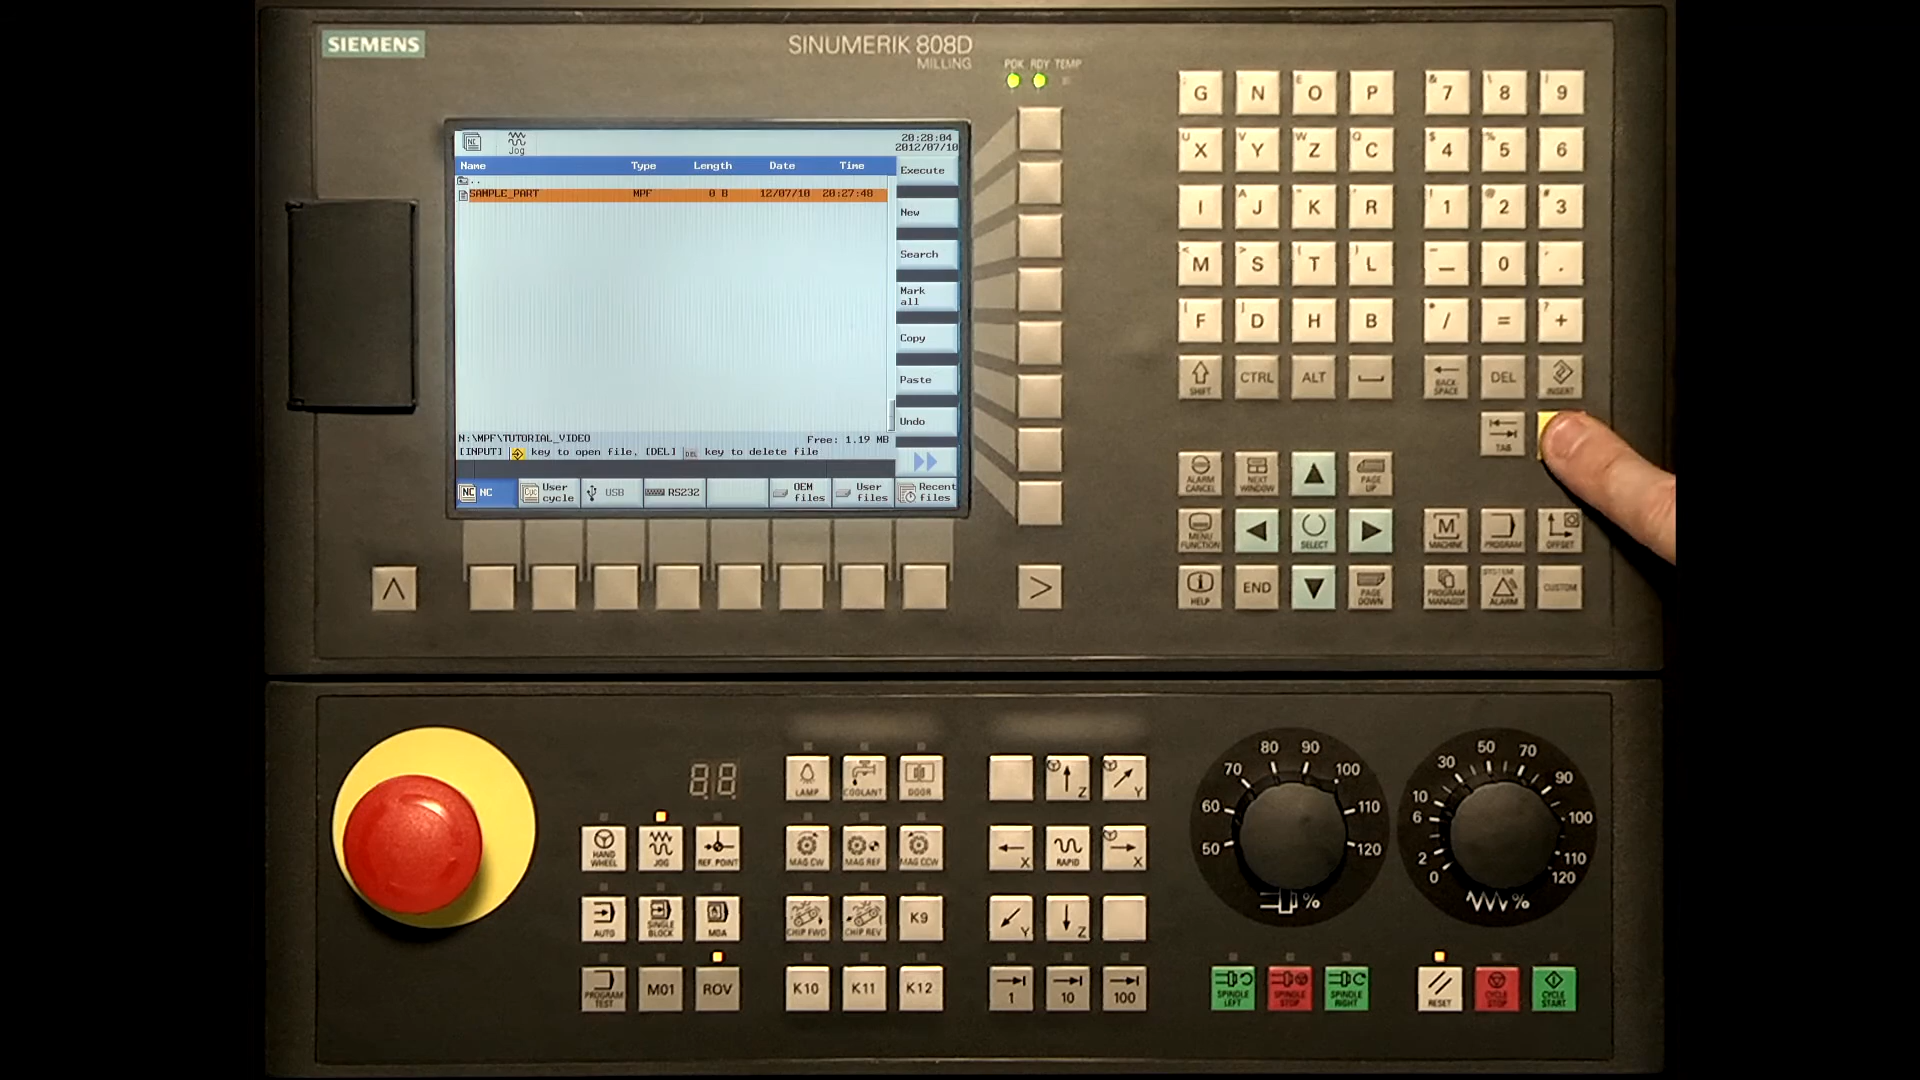 SIEMENS
SINUMERIK 808D
MILLING
POK RDY TEMP
Jog
20:28:04
2012/07/10
Name Type Length Date Time
..
SAMPLE_PART MPF 0 B 12/07/10 20:27:48
Execute
New
Search
Mark
all
Copy
Paste
Undo
N:\MPF\TUTORIAL_VIDEO Free: 1.19 MB
[INPUT] key to open file, [DEL] DEL key to delete file
NC NC
User
cycle
USB
RS232
OEM
files
User
files
Recent
files
: G N E O P & 7 \ 8 9
U X V Y W Z Q C $ 4 % 5 6
I A J " K ' R ! 1 @ 2 # 3
< M > S ( T ) L _ — 0 .
[ F ] D H B * / = ? +
SHIFT CTRL ALT BACK SPACE DEL INSERT
TAB
ALARM CANCEL NEXT WINDOW PAGE UP
MENU FUNCTION SELECT M MACHINE PROGRAM OFFSET
HELP END PAGE DOWN PROGRAM MANAGER SYSTEM ALARM CUSTOM
LAMP COOLANT DOOR Z Y
HAND WHEEL JOG REF. POINT MAG CW MAG REF MAG CCW X RAPID X
AUTO SINGLE BLOCK MDA CHIP FWD CHIP REV K9 Y Z
PROGRAM TEST M01 ROV K10 K11 K12 1 10 100
50 60 70 80 90 100 110 120
%
0 2 6 10 30 50 70 90 100 110 120
%
SPINDLE LEFT SPINDLE STOP SPINDLE RIGHT RESET CYCLE STOP CYCLE START